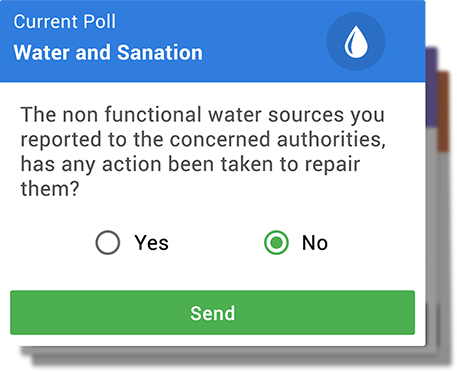 Current Poll
Water and Sanation
The non functional water sources you
reported to the concerned authorities,
has any action been taken to repair
them?
Yes No
Send